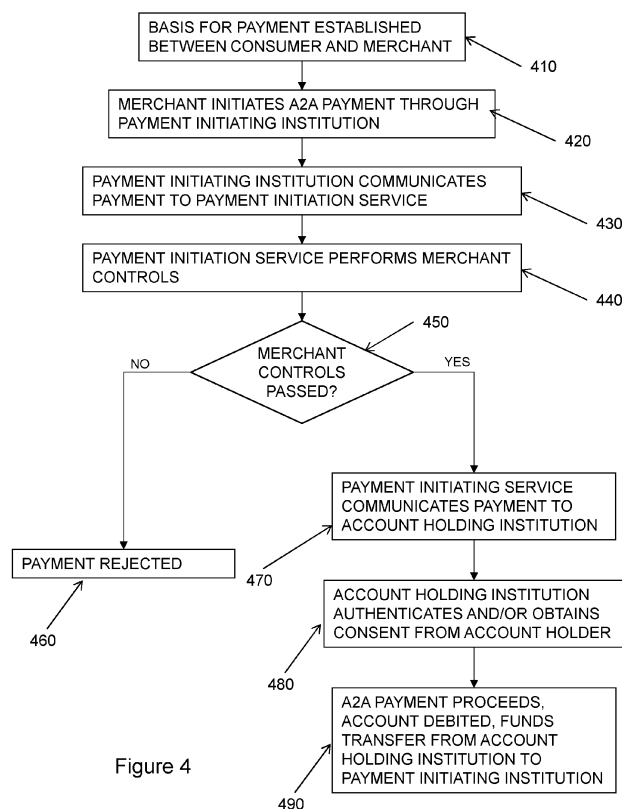 BASIS FOR PAYMENT ESTABLISHED
BETWEEN CONSUMER AND MERCHANT
410
MERCHANT INITIATES A2A PAYMENT THROUGH
PAYMENT INITIATING INSTITUTION
420
PAYMENT INITIATING INSTITUTION COMMUNICATES
PAYMENT TO PAYMENT INITIATION SERVICE
430
PAYMENT INITIATION SERVICE PERFORMS MERCHANT
CONTROLS
440
450
MERCHANT
CONTROLS
PASSED?
NO
YES
PAYMENT INITIATING SERVICE
COMMUNICATES PAYMENT TO
ACCOUNT HOLDING INSTITUTION
470
PAYMENT REJECTED
460
ACCOUNT HOLDING INSTITUTION
AUTHENTICATES AND/OR OBTAINS
CONSENT FROM ACCOUNT HOLDER
480
A2A PAYMENT PROCEEDS,
ACCOUNT DEBITED, FUNDS
TRANSFER FROM ACCOUNT
HOLDING INSTITUTION TO
PAYMENT INITIATING INSTITUTION
490
Figure 4